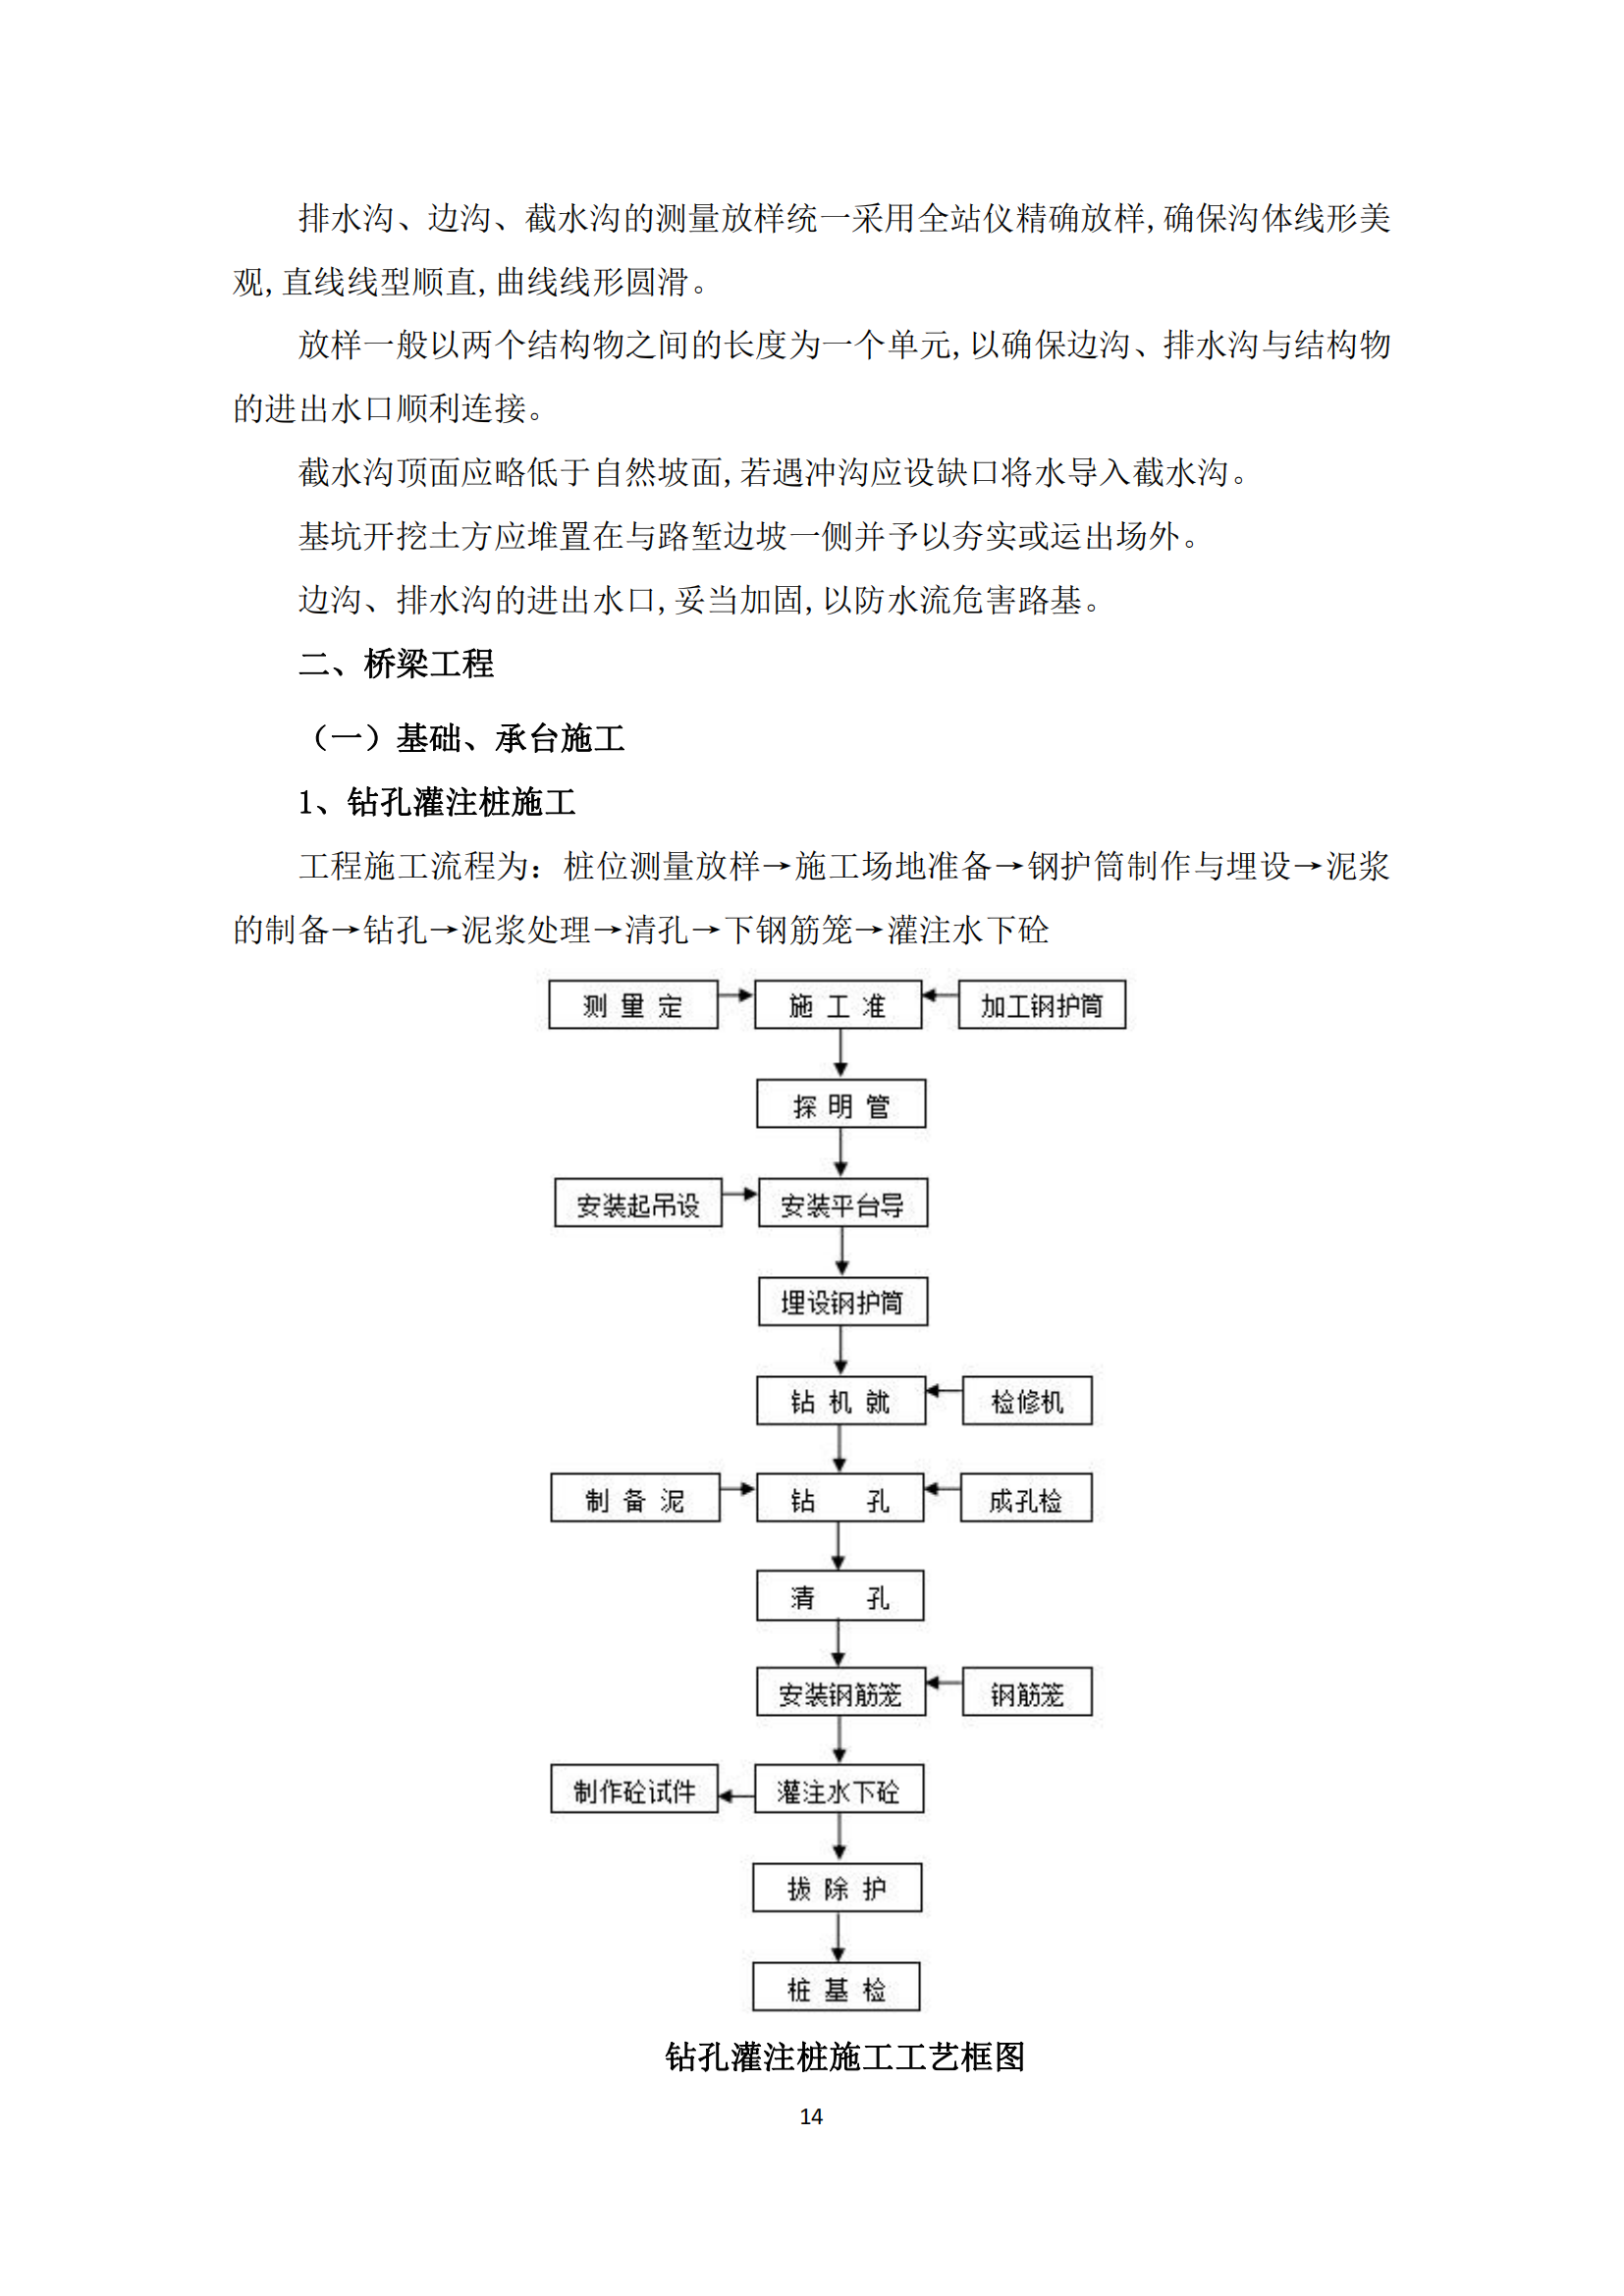 排水沟、边沟、截水沟的测量放样统一采用全站仪精确放样,确保沟体线形美
观,直线线型顺直,曲线线形圆滑。
放样一般以两个结构物之间的长度为一个单元,以确保边沟、排水沟与结构物
的进出水口顺利连接。
截水沟顶面应略低于自然坡面,若遇冲沟应设缺口将水导入截水沟。
基坑开挖土方应堆置在与路堑边坡一侧并予以夯实或运出场外。
边沟、排水沟的进出水口,妥当加固,以防水流危害路基。
二、桥梁工程
（一）基础、承台施工
1、钻孔灌注桩施工
工程施工流程为：桩位测量放样→施工场地准备→钢护筒制作与埋设→泥浆
的制备→钻孔→泥浆处理→清孔→下钢筋笼→灌注水下砼
测 量 定 施 工 准 加工钢护筒
探 明 管
安装起吊设 安装平台导
埋设钢护筒
钻 机 就 检修机
制 备 泥 钻 孔 成孔检
清 孔
安装钢筋笼 钢筋笼
制作砼试件 灌注水下砼
拔 除 护
桩 基 检
钻孔灌注桩施工工艺框图
14